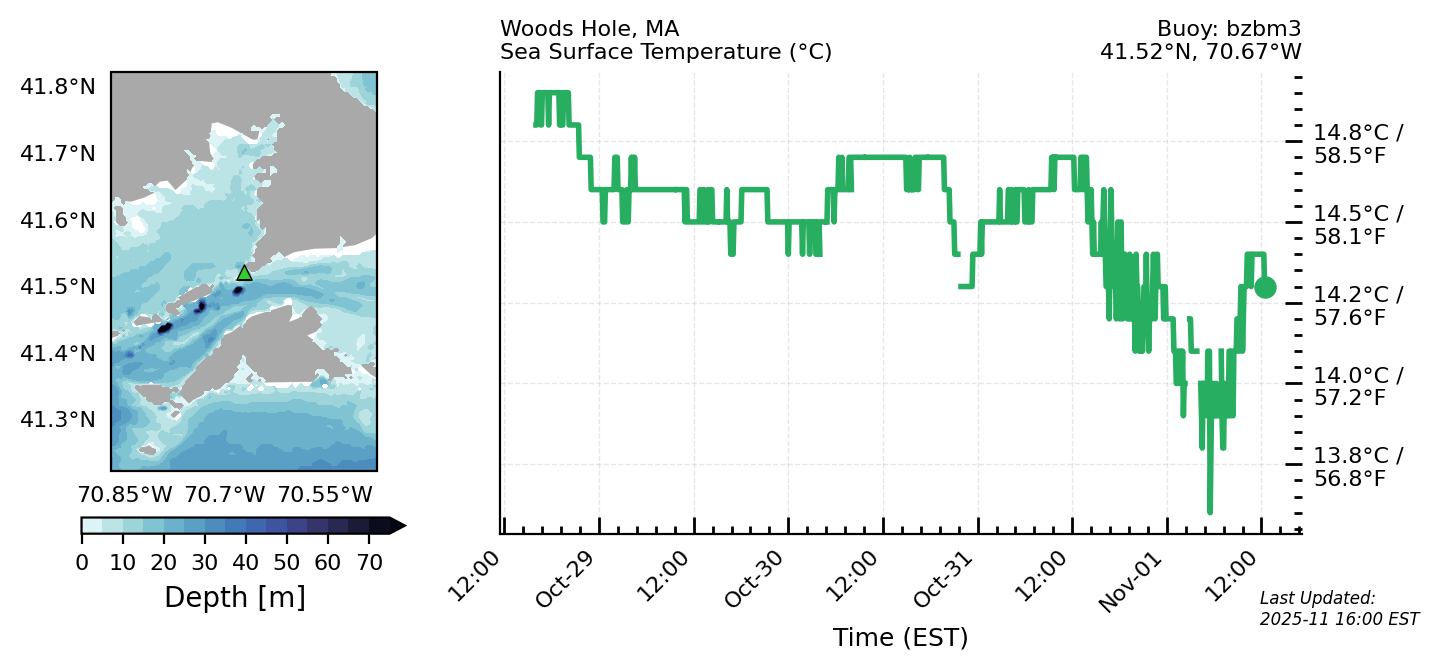 Woods Hole, MA
Sea Surface Temperature (°C)
Buoy: bzbm3
41.52°N, 70.67°W
41.8°N
41.7°N
41.6°N
41.5°N
41.4°N
41.3°N
70.85°W 70.7°W 70.55°W
0 10 20 30 40 50 60 70
Depth [m]
14.8°C /
58.5°F
14.5°C /
58.1°F
14.2°C /
57.6°F
14.0°C /
57.2°F
13.8°C /
56.8°F
12:00 Oct-29 12:00 Oct-30 12:00 Oct-31 12:00 Nov-01 12:00
Time (EST)
Last Updated:
2025-11 16:00 EST